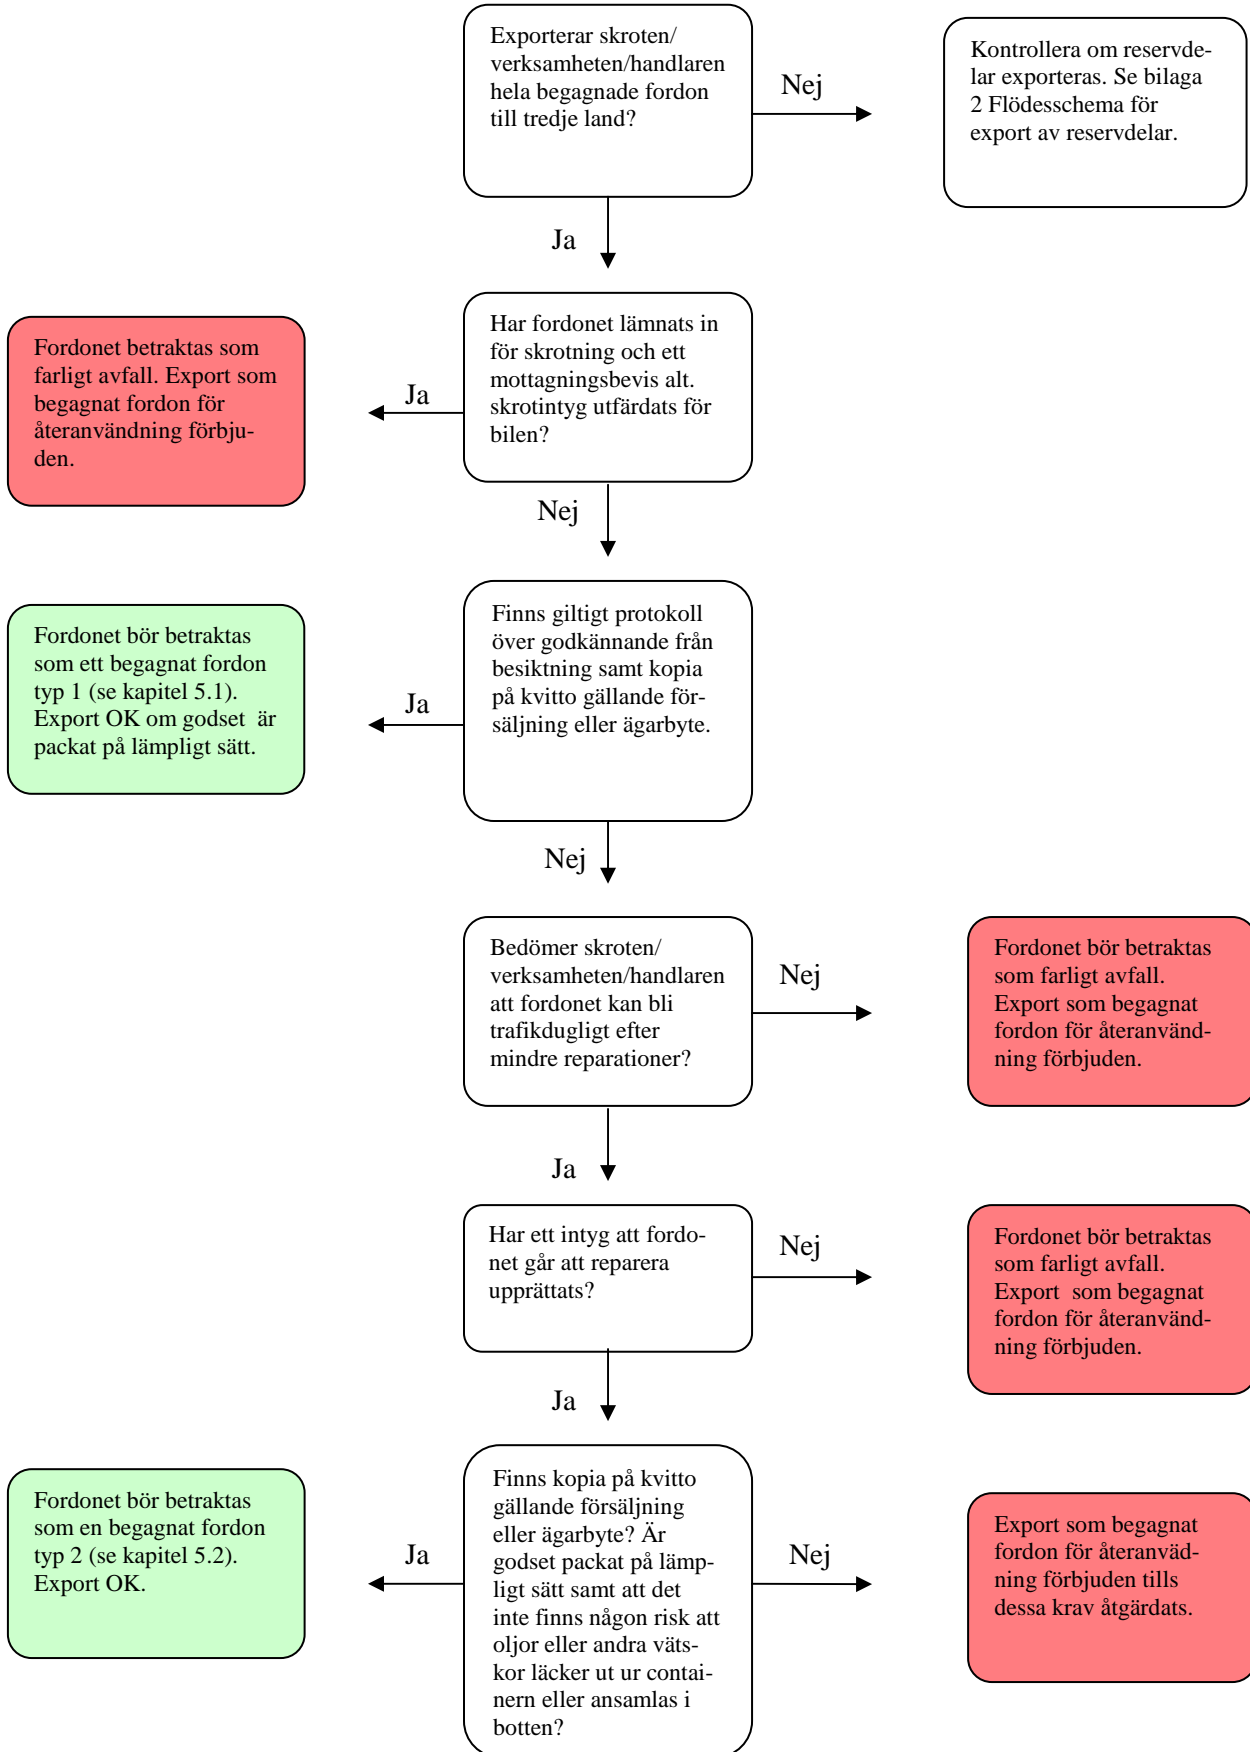 Exporterar skroten/
verksamheten/handlaren
hela begagnade fordon
till tredje land?
Nej
Kontrollera om reservde-
lar exporteras. Se bilaga
2 Flödesschema för
export av reservdelar.
Ja
Har fordonet lämnats in
för skrotning och ett
mottagningsbevis alt.
skrotintyg utfärdats för
bilen?
Ja
Fordonet betraktas som
farligt avfall. Export som
begagnat fordon för
återanvändning förbju-
den.
Nej
Finns giltigt protokoll
över godkännande från
besiktning samt kopia
på kvitto gällande för-
säljning eller ägarbyte.
Ja
Fordonet bör betraktas
som ett begagnat fordon
typ 1 (se kapitel 5.1).
Export OK om godset är
packat på lämpligt sätt.
Nej
Bedömer skroten/
verksamheten/handlaren
att fordonet kan bli
trafikdugligt efter
mindre reparationer?
Nej
Fordonet bör betraktas
som farligt avfall.
Export som begagnat
fordon för återanvänd-
ning förbjuden.
Ja
Har ett intyg att fordo-
net går att reparera
upprättats?
Nej
Fordonet bör betraktas
som farligt avfall.
Export som begagnat
fordon för återanvänd-
ning förbjuden.
Ja
Finns kopia på kvitto
gällande försäljning
eller ägarbyte? Är
godset packat på lämp-
ligt sätt samt att det
inte finns någon risk att
oljor eller andra väts-
kor läcker ut ur contai-
nern eller ansamlas i
botten?
Ja
Fordonet bör betraktas
som en begagnat fordon
typ 2 (se kapitel 5.2).
Export OK.
Nej
Export som begagnat
fordon för återanväd-
ning förbjuden tills
dessa krav åtgärdats.